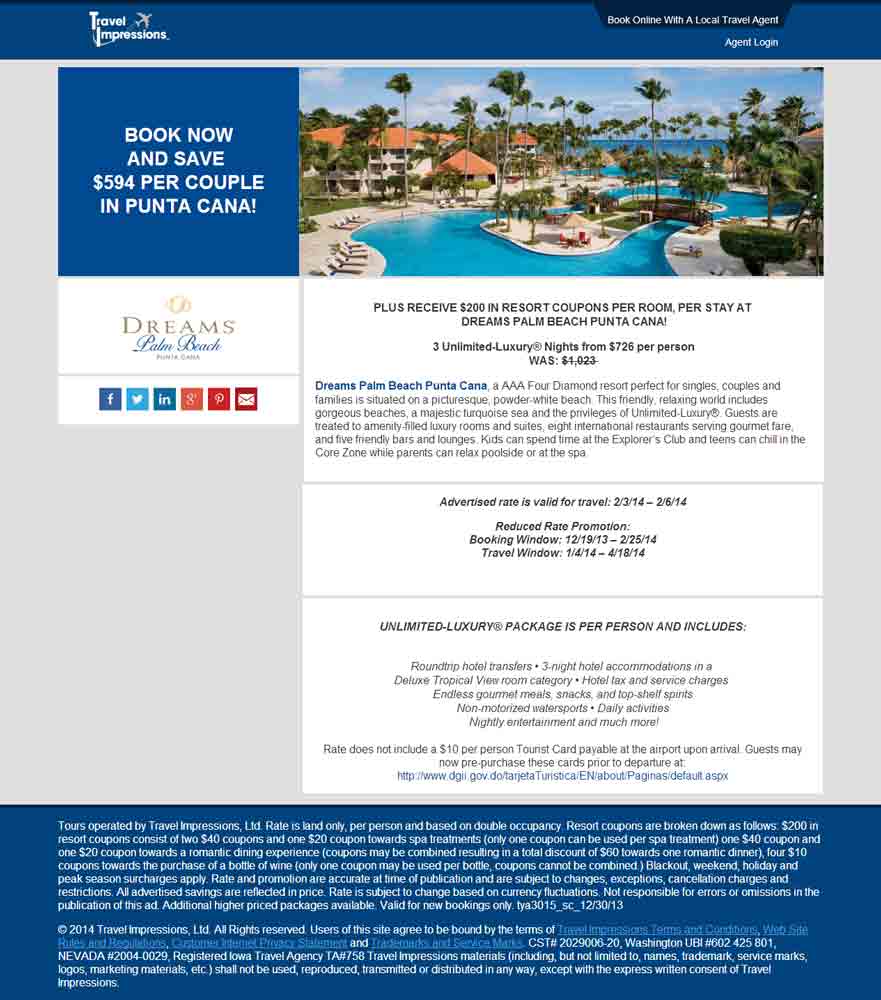 Travel
Impressions
Book Online With A Local Travel Agent
Agent Login
BOOK NOW
AND SAVE
$594 PER COUPLE
IN PUNTA CANA!
DREAMS
Palm Beach
PUNTA CANA
PLUS RECEIVE $200 IN RESORT COUPONS PER ROOM, PER STAY AT
DREAMS PALM BEACH PUNTA CANA!
3 Unlimited-Luxury® Nights from $726 per person
WAS: $1,023
Dreams Palm Beach Punta Cana, a AAA Four Diamond resort perfect for singles, couples and
families is situated on a picturesque, powder-white beach. This friendly, relaxing world includes
gorgeous beaches, a majestic turquoise sea and the privileges of Unlimited-Luxury®. Guests are
treated to amenity-filled luxury rooms and suites, eight international restaurants serving gourmet fare,
and five friendly bars and lounges. Kids can spend time at the Explorer's Club and teens can chill in the
Core Zone while parents can relax poolside or at the spa.
Advertised rate is valid for travel: 2/3/14 – 2/6/14
Reduced Rate Promotion:
Booking Window: 12/19/13 – 2/25/14
Travel Window: 1/4/14 – 4/18/14
UNLIMITED-LUXURY® PACKAGE IS PER PERSON AND INCLUDES:
Roundtrip hotel transfers • 3-night hotel accommodations in a
Deluxe Tropical View room category • Hotel tax and service charges
Endless gourmet meals, snacks, and top-shelf spirits
Non-motorized watersports • Daily activities
Nightly entertainment and much more!
Rate does not include a $10 per person Tourist Card payable at the airport upon arrival. Guests may
now pre-purchase these cards prior to departure at:
http://www.dgii.gov.do/tarjetaTuristica/EN/about/Paginas/default.aspx
Tours operated by Travel Impressions, Ltd. Rate is land only, per person and based on double occupancy. Resort coupons are broken down as follows: $200 in
resort coupons consist of two $40 coupons and one $20 coupon towards spa treatments (only one coupon can be used per spa treatment) one $40 coupon and
one $20 coupon towards a romantic dining experience (coupons may be combined resulting in a total discount of $60 towards one romantic dinner), four $10
coupons towards the purchase of a bottle of wine (only one coupon may be used per bottle, coupons cannot be combined.) Blackout, weekend, holiday and
peak season surcharges apply. Rate and promotion are accurate at time of publication and are subject to changes, exceptions, cancellation charges and
restrictions. All advertised savings are reflected in price. Rate is subject to change based on currency fluctuations. Not responsible for errors or omissions in the
publication of this ad. Additional higher priced packages available. Valid for new bookings only. tya3015_sc_12/30/13
© 2014 Travel Impressions, Ltd. All Rights reserved. Users of this site agree to be bound by the terms of Travel Impressions Terms and Conditions, Web Site
Rules and Regulations, Customer Internet Privacy Statement and Trademarks and Service Marks. CST# 2029006-20, Washington UBI #602 425 801,
NEVADA #2004-0029, Registered Iowa Travel Agency TA#758 Travel Impressions materials (including, but not limited to, names, trademark, service marks,
logos, marketing materials, etc.) shall not be used, reproduced, transmitted or distributed in any way, except with the express written consent of Travel
Impressions.